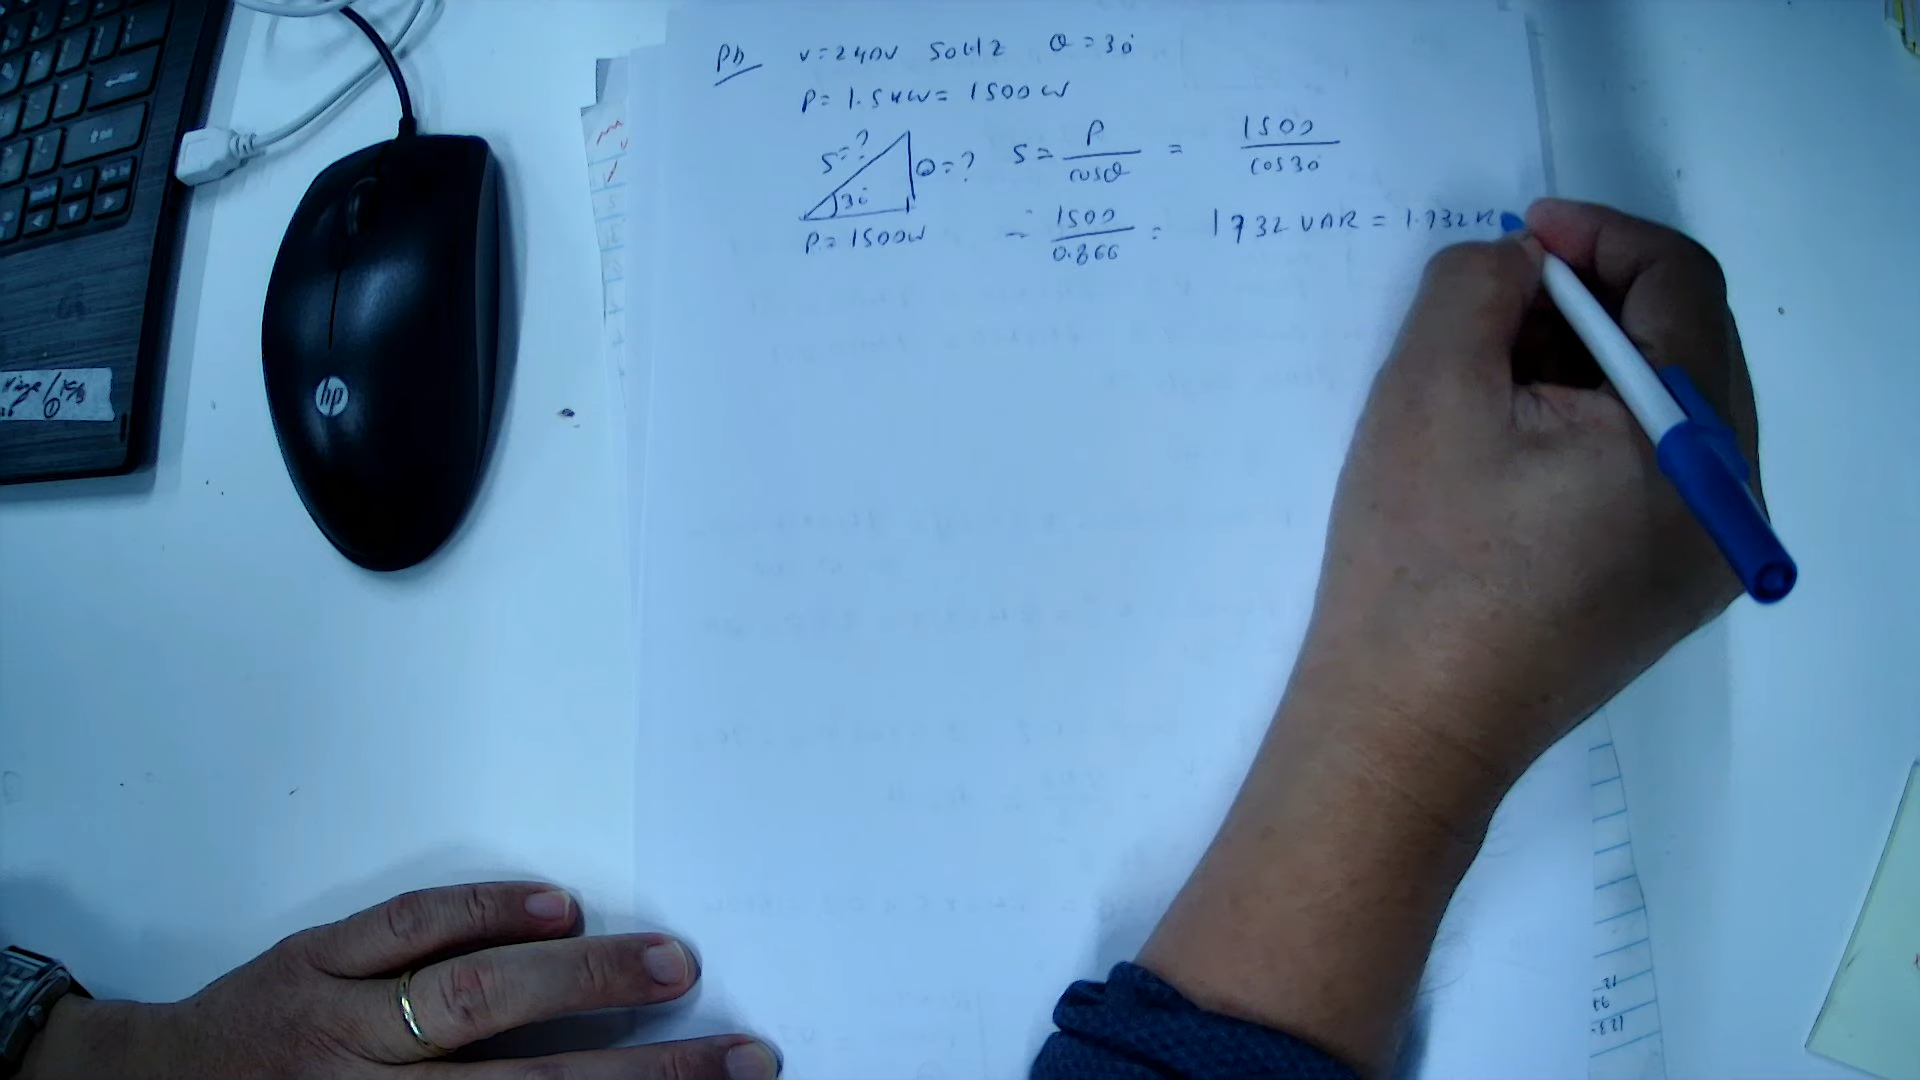 Pb V=240V 50HZ θ=30°
P= 1.5KW= 1500W
S=? Q=? 30° S= P/cosθ = 1500/cos30°
P=1500W = 1500/0.866 = 1732 VAR = 1.732K
hp